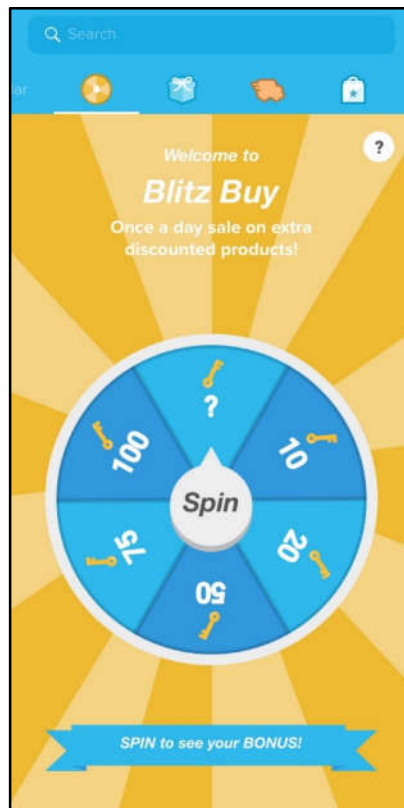 Search
ar
?
Welcome to
Blitz Buy
Once a day sale on extra
discounted products!
?
100
10
Spin
75
20
50
SPIN to see your BONUS!